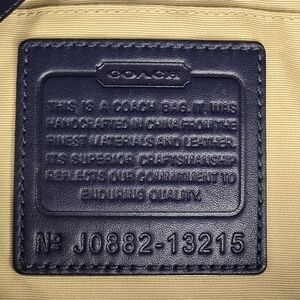 COACH
THIS IS A COACH BAG. IT WAS
HANDCRAFTED IN CHINA FROM THE
FINEST MATERIALS AND LEATHER.
ITS SUPERIOR CRAFTSMANSHIP
REFLECTS OUR COMMITMENT TO
ENDURING QUALITY.
Nº J0882-13215